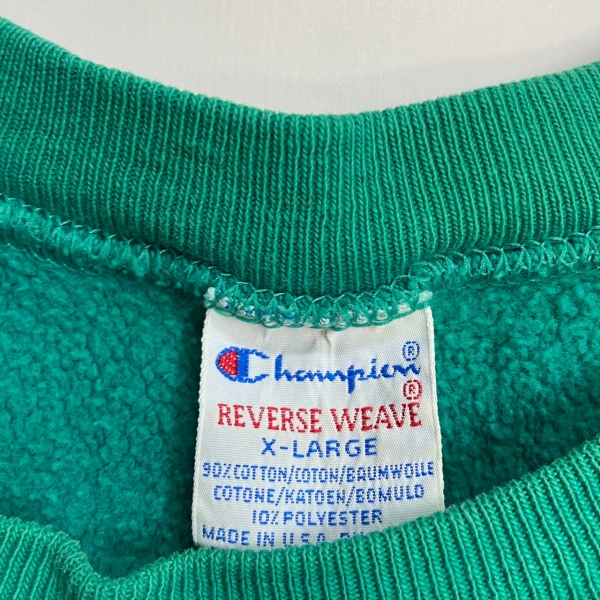 Champion®
REVERSE WEAVE®
X-LARGE
90% COTTON/COTON/BAUMWOLLE
COTONE/KATOEN/BOMULD
10% POLYESTER
MADE IN U.S.A.